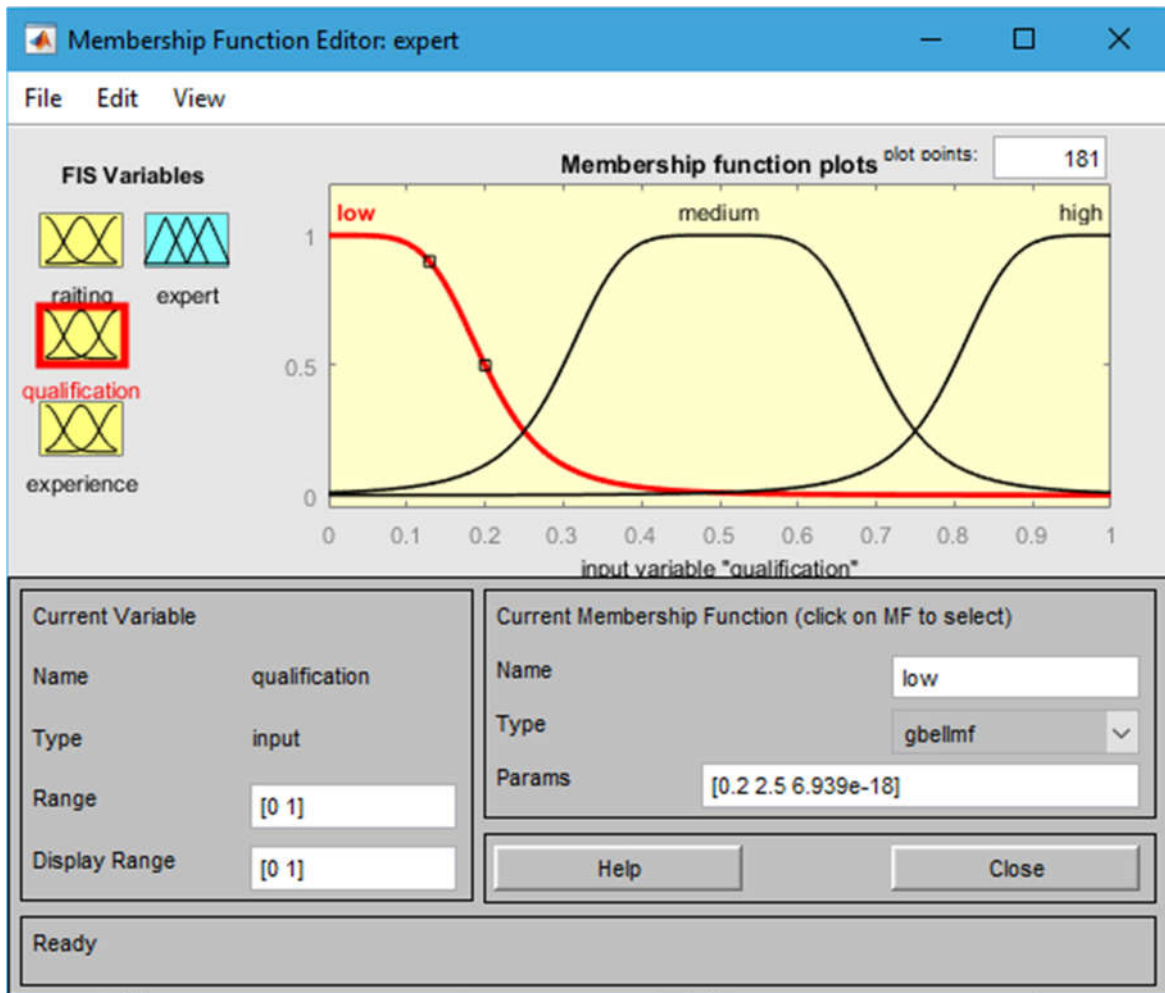 Membership Function Editor: expert
File Edit View
FIS Variables
raiting expert
qualification
experience
Membership function plots plot points: 181
low medium high
1
0.5
0
0 0.1 0.2 0.3 0.4 0.5 0.6 0.7 0.8 0.9 1
input variable "qualification"
Current Variable
Name qualification
Type input
Range [0 1]
Display Range [0 1]
Current Membership Function (click on MF to select)
Name low
Type gbellmf
Params [0.2 2.5 6.939e-18]
Help Close
Ready